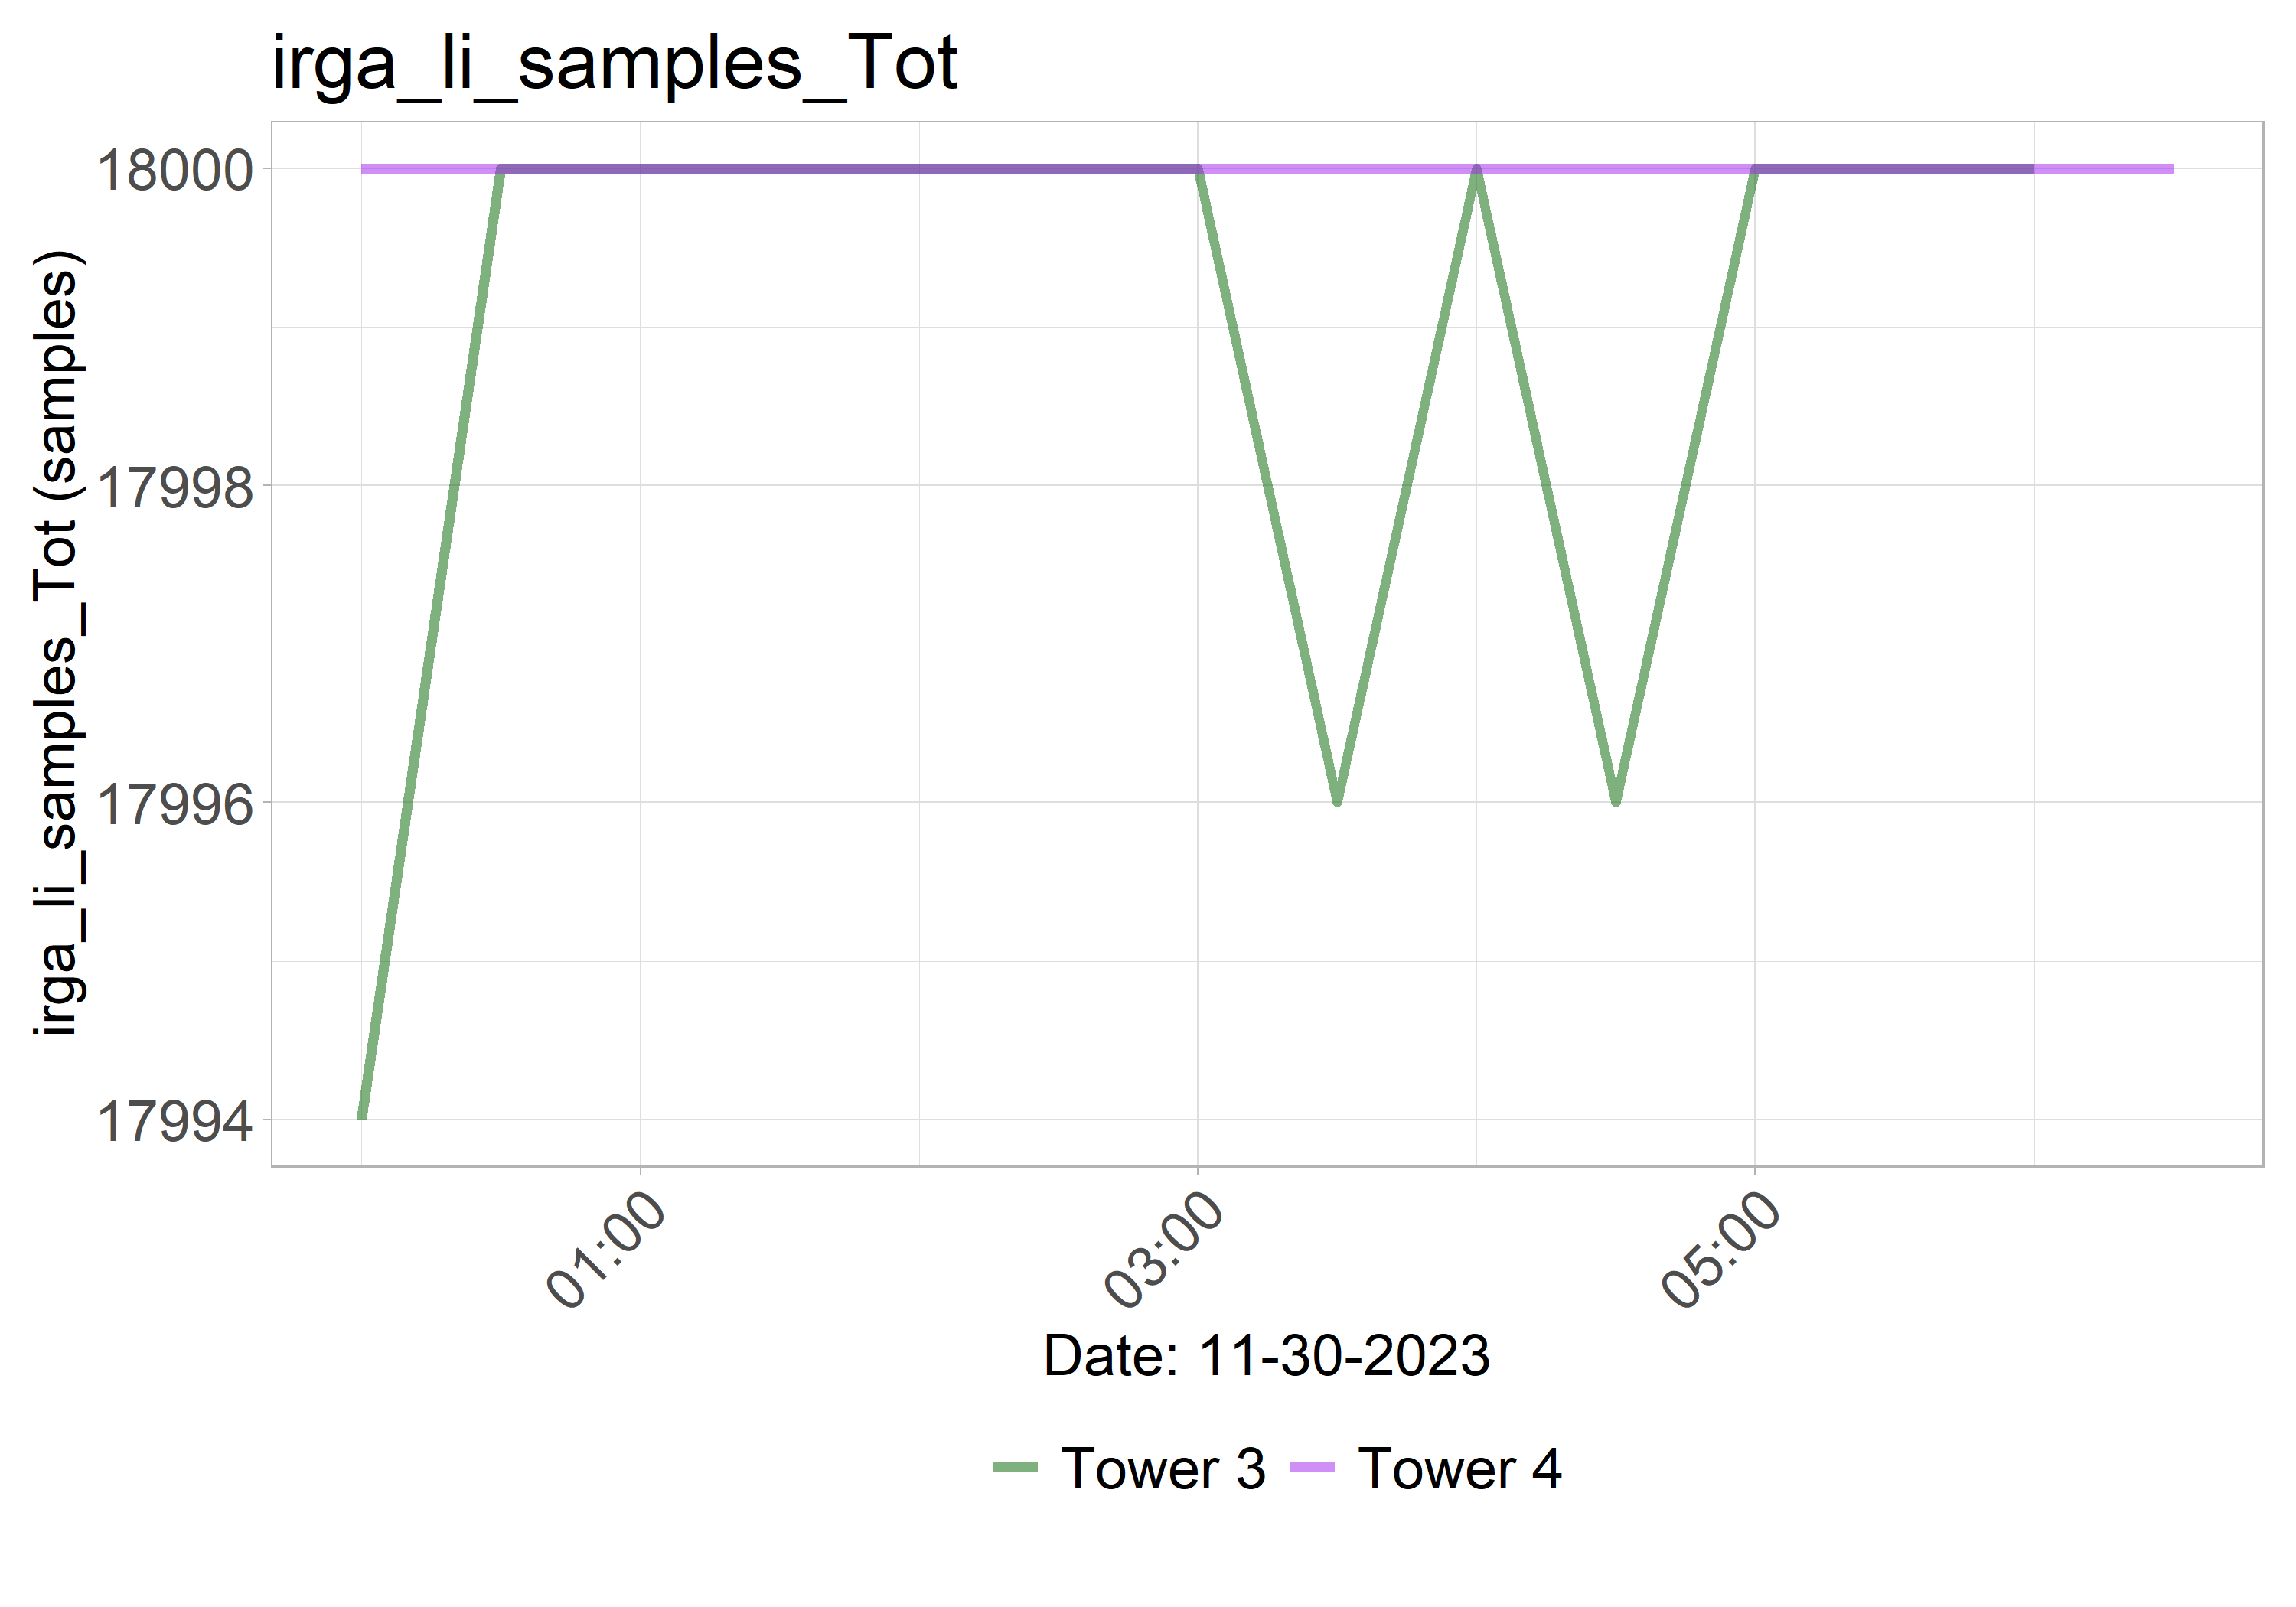 irga_li_samples_Tot
irga_li_samples_Tot (samples)
18000
17998
17996
17994
01:00
03:00
05:00
Date: 11-30-2023
Tower 3
Tower 4